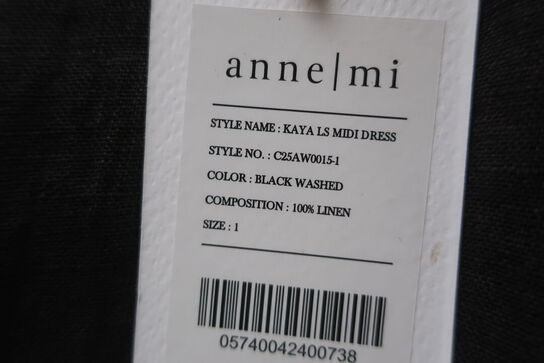 anne|mi
STYLE NAME : KAYA LS MIDI DRESS
STYLE NO. : C25AW0015-1
COLOR : BLACK WASHED
COMPOSITION : 100% LINEN
SIZE : 1
05740042400738